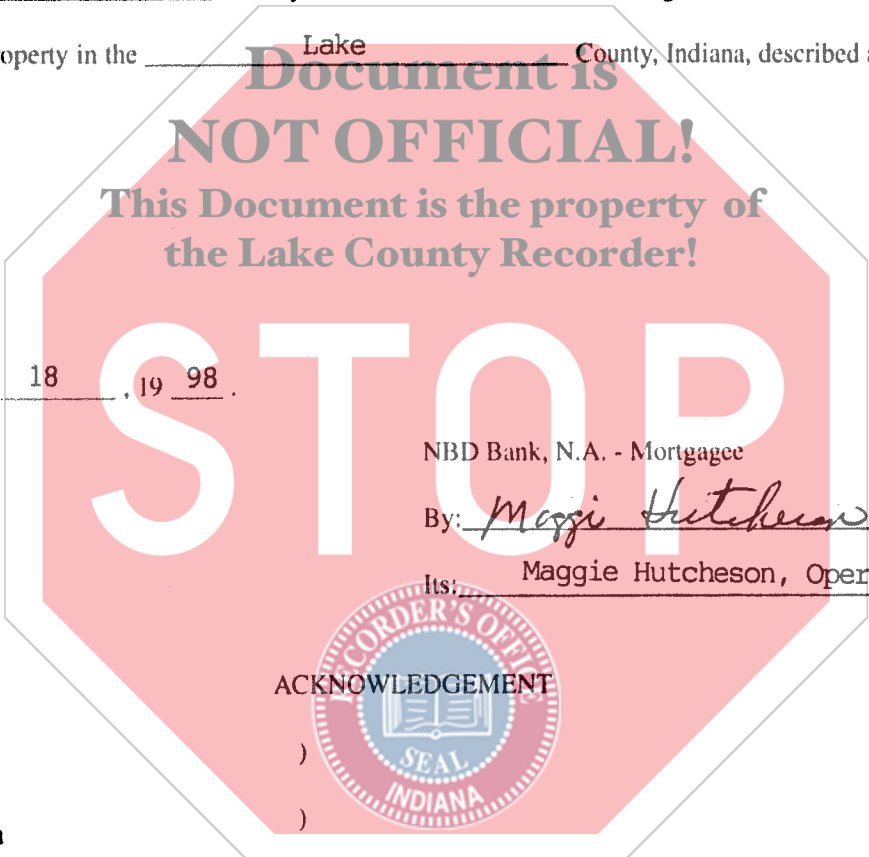 operty in the Lake County, Indiana, described a
Document is
NOT OFFICIAL!
This Document is the property of
the Lake County Recorder!
STOP
18 , 19 98 .
NBD Bank, N.A. - Mortgagee
By: Maggie Hutcheson
Its: Maggie Hutcheson, Oper
RECORDER'S OFFICE
ACKNOWLEDGEMENT
)
SEAL
INDIANA
)